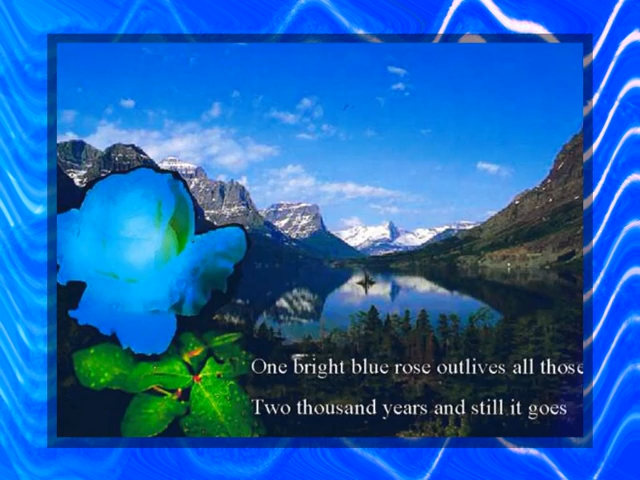 One bright blue rose outlives all those
Two thousand years and still it goes